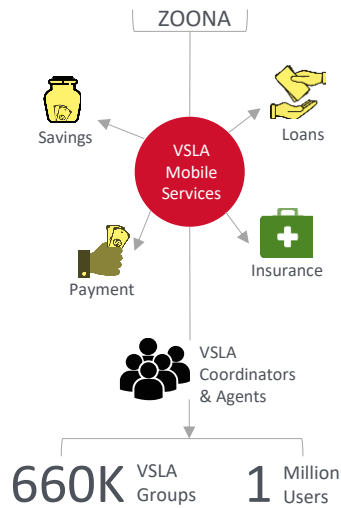 ZOONA
Savings
Loans
VSLA
Mobile
Services
Payment
Insurance
VSLA
Coordinators
& Agents
660K VSLA
Groups
1 Million
Users